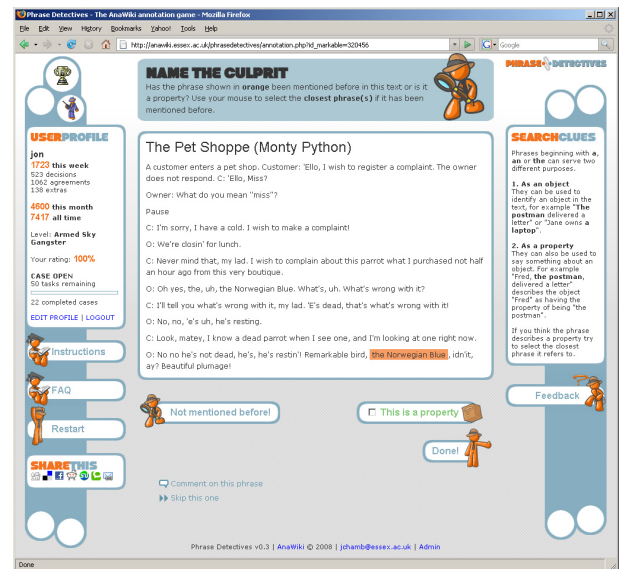 Phrase Detectives - The AnaWiki annotation game - Mozilla Firefox
File Edit View History Bookmarks Yahoo! Tools Help
http://anawiki.essex.ac.uk/phrasedetectives/annotation.php?id_markable=320456
Google
PHRASE DETECTIVES
NAME THE CULPRIT
Has the phrase shown in orange been mentioned before in this text or is it
a property? Use your mouse to select the closest phrase(s) if it has been
mentioned before.
USERPROFILE
jon
1723 this week
523 decisions
1062 agreements
138 extras
4600 this month
7417 all time
Level: Armed Sky
Gangster
Your rating: 100%
CASE OPEN
50 tasks remaining
22 completed cases
EDIT PROFILE | LOGOUT
Instructions
FAQ
Restart
SHARETHIS
The Pet Shoppe (Monty Python)
A customer enters a pet shop. Customer: 'Ello, I wish to register a complaint. The owner
does not respond. C: 'Ello, Miss?
Owner: What do you mean "miss"?
Pause
C: I'm sorry, I have a cold. I wish to make a complaint!
O: We're closin' for lunch.
C: Never mind that, my lad. I wish to complain about this parrot what I purchased not half
an hour ago from this very boutique.
O: Oh yes, the, uh, the Norwegian Blue. What's, uh. What's wrong with it?
C: I'll tell you what's wrong with it, my lad. 'E's dead, that's what's wrong with it!
O: No, no, 'e's uh, he's resting.
C: Look, matey, I know a dead parrot when I see one, and I'm looking at one right now.
O: No no he's not dead, he's, he's restin'! Remarkable bird, the Norwegian Blue , idn'it,
ay? Beautiful plumage!
Not mentioned before!
This is a property
Done!
Comment on this phrase
Skip this one
SEARCHCLUES
Phrases beginning with a,
an or the can serve two
different purposes.
1. As an object
They can be used to
identify an object in the
text, for example "The
postman delivered a
letter" or "Jane owns a
laptop".
2. As a property
They can also be used to
say something about an
object. For example
"Fred, the postman,
delivered a letter"
describes the object
"Fred" as having the
property of being "the
postman".
If you think the phrase
describes a property try
to select the closest
phrase it refers to.
Feedback
Phrase Detectives v0.3 | AnaWiki © 2008 | jchamb@essex.ac.uk | Admin
Done